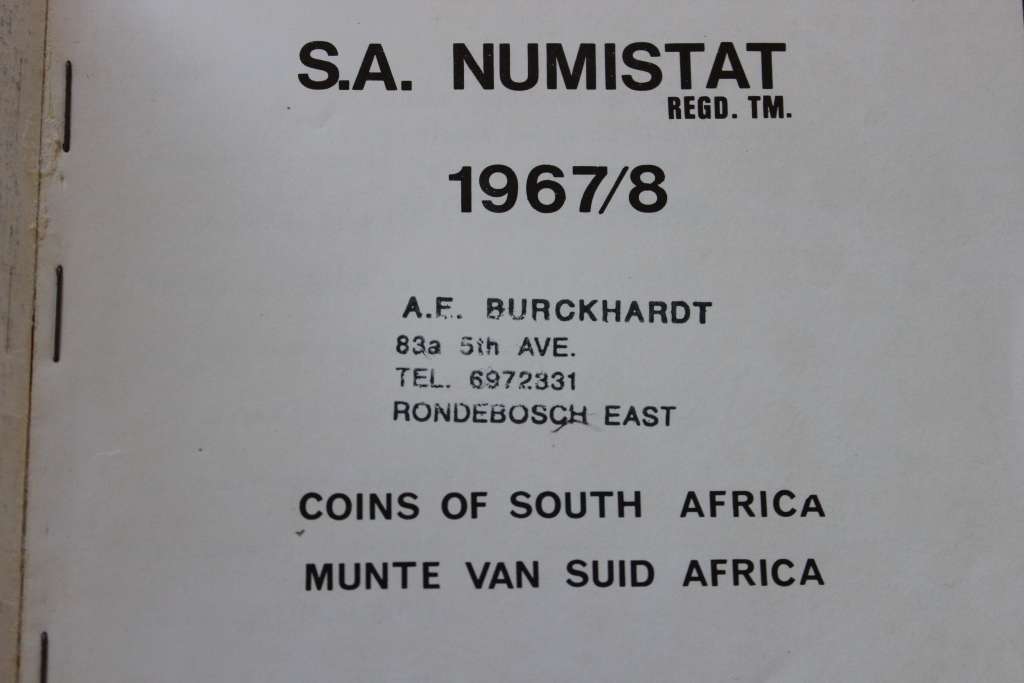 S.A. NUMISTAT
REGD. TM.
1967/8
A.E. BURCKHARDT
83a 5th AVE.
TEL. 6972331
RONDEBOSCH EAST
COINS OF SOUTH AFRICA
MUNTE VAN SUID AFRICA